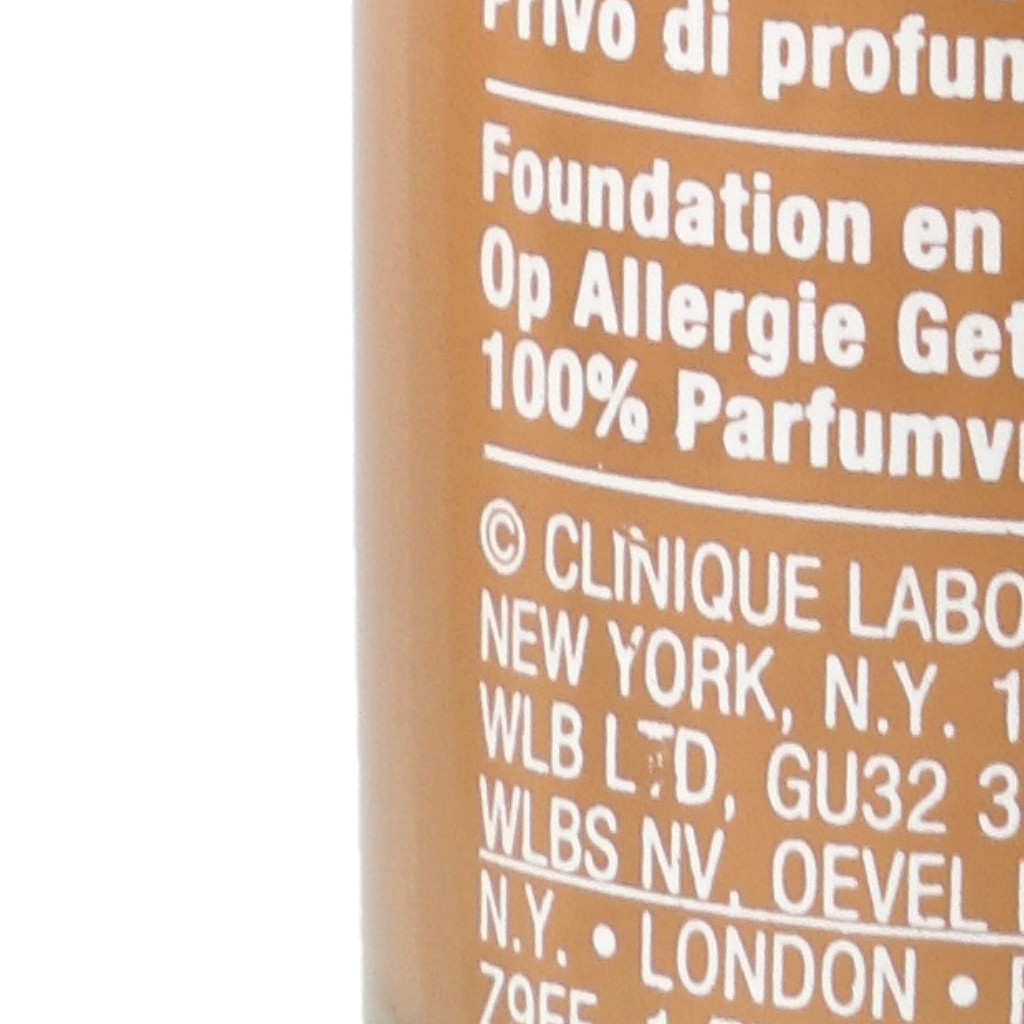 Privo di profum
Foundation en
Op Allergie Get
100% Parfumv
© CLINIQUE LABO
NEW YORK, N.Y. 1
WLB LTD, GU32 3
WLBS NV, OEVEL
N.Y. • LONDON •